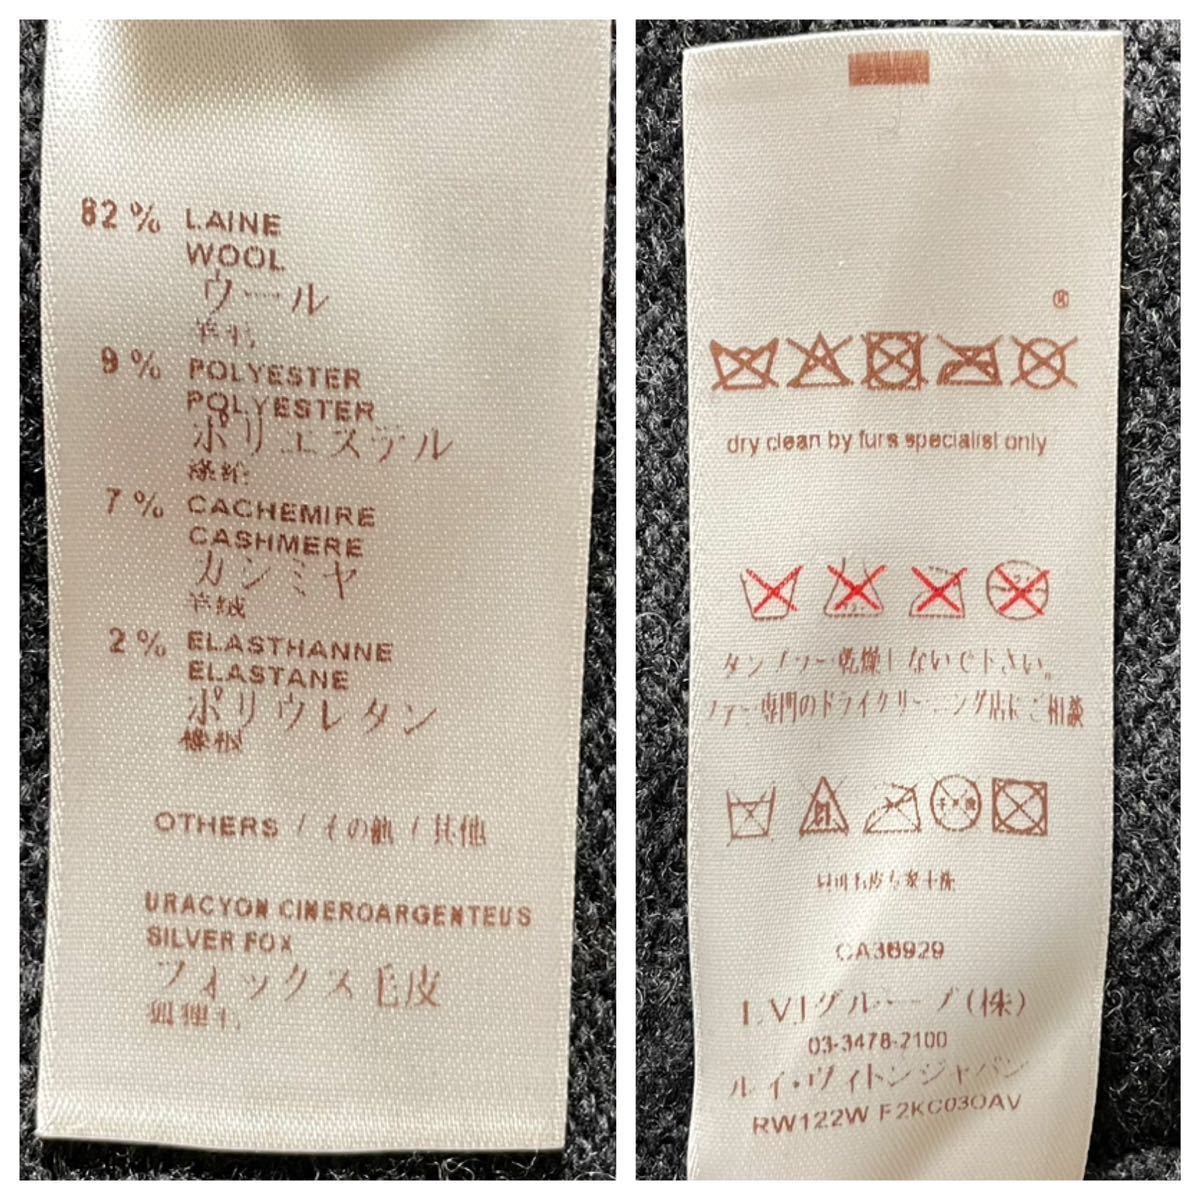 82% LAINE
WOOL
ウール
羊毛
9% POLYESTER
POLYESTER
ポリエステル
涤纶
7% CACHEMIRE
CASHMERE
カシミヤ
羊绒
2% ELASTHANNE
ELASTANE
ポリウレタン
OTHERS / その他 / 其他
URACYON CINEROARGENTEUS
SILVER FOX
フォックス毛皮
狐狸毛
®
dry clean by furs specialist only
タンブラー乾燥しないで下さい。
ファー専門のドライクリーニング店にご相談
CA36929
LVJグループ(株)
03-3478-2100
ルイ・ヴィトンジャパン
RW122W F2KC03OAV